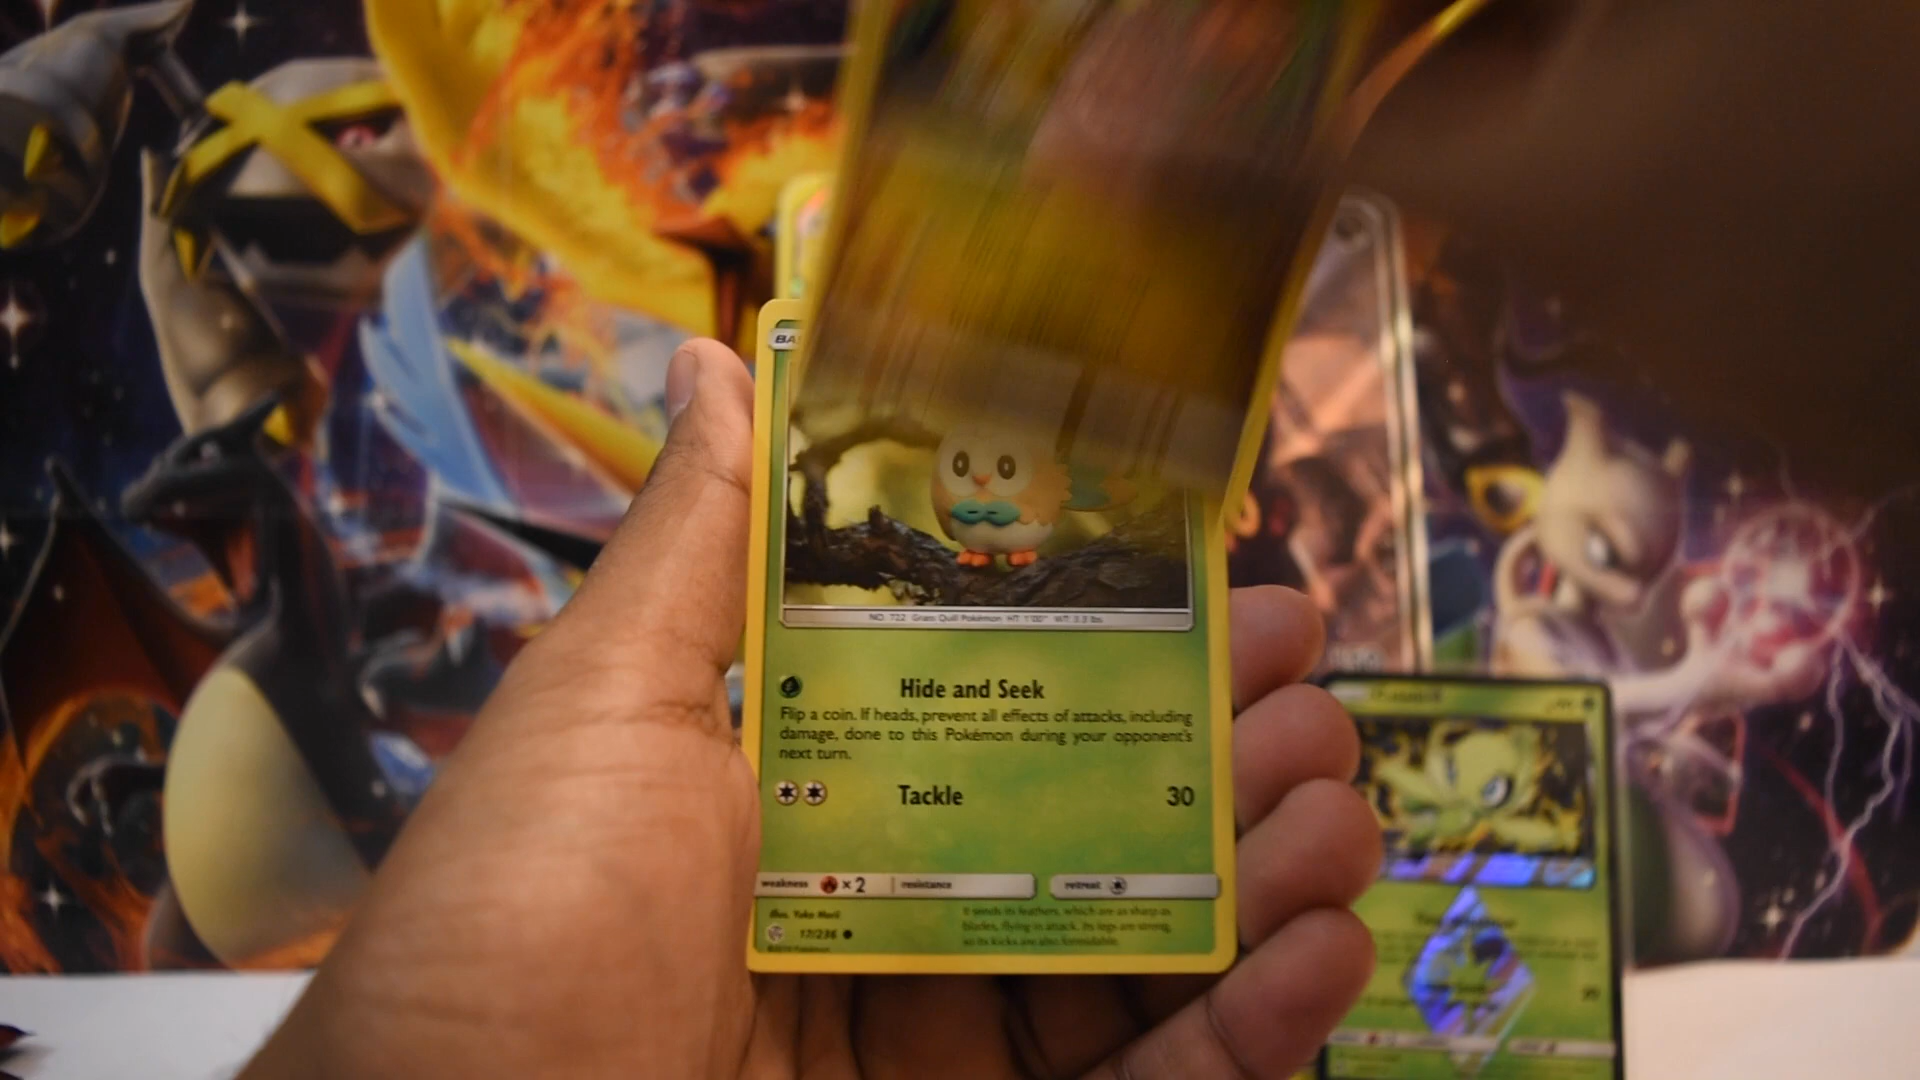 BA
NO. 722 Grass Quill Pokémon HT: 1'00" WT: 3.3 lbs.
Hide and Seek
Flip a coin. If heads, prevent all effects of attacks, including
damage, done to this Pokémon during your opponent's
next turn.
Tackle 30
weakness ×2 resistance retreat
Illus. Yuka Morii
17/236
©2019 Pokémon
It sends its feathers, which are as sharp as
blades, flying in attack. Its legs are strong,
so its kicks are also formidable.